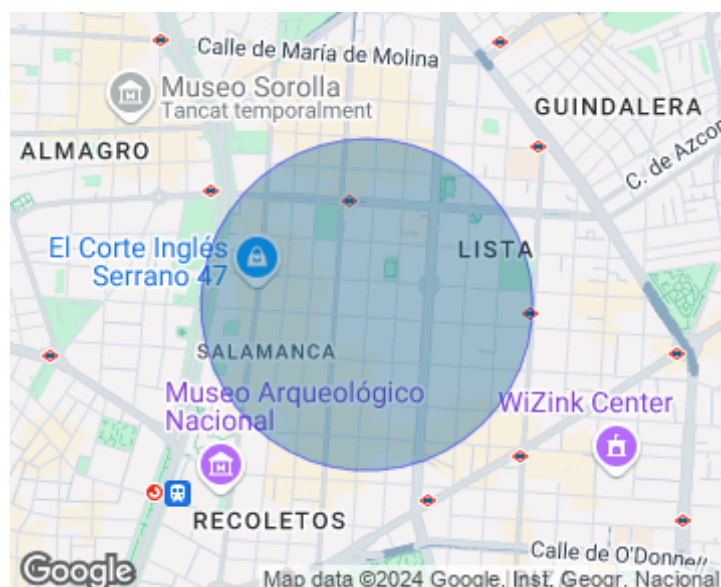 Calle de María de Molina
Museo Sorolla
Tancat temporalment
GUINDALERA
ALMAGRO
C. de Azcon
El Corte Inglés
Serrano 47
LISTA
SALAMANCA
Museo Arqueológico
Nacional
WiZink Center
RECOLETOS
Calle de O'Donnell
Google
Map data ©2024 Google, Inst. Geogr. Nacional